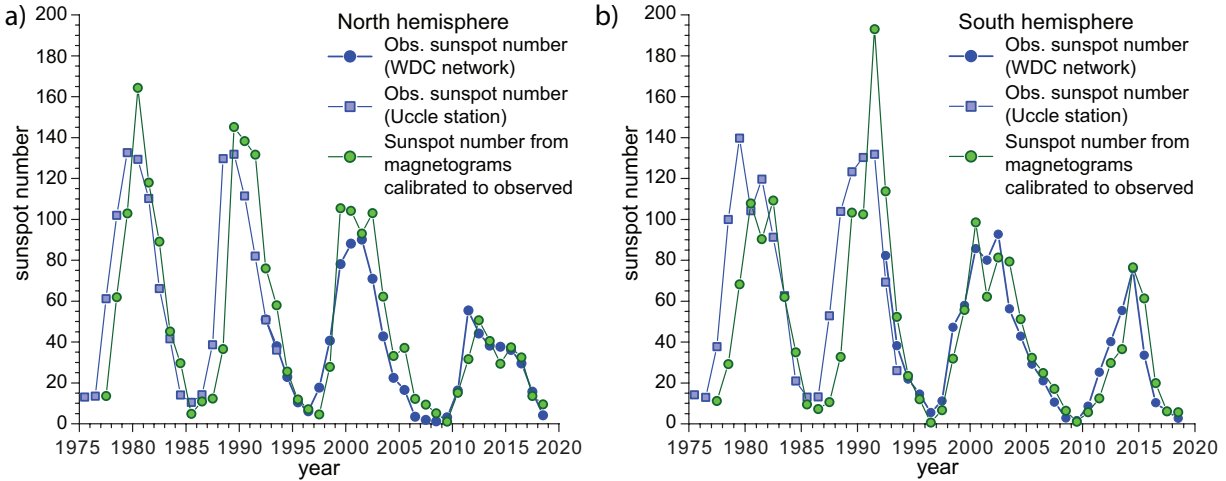 a)
North hemisphere
Obs. sunspot number
(WDC network)
Obs. sunspot number
(Uccle station)
Sunspot number from
magnetograms
calibrated to observed
sunspot number
200
180
160
140
120
100
80
60
40
20
0
1975 1980 1985 1990 1995 2000 2005 2010 2015 2020
year
b)
South hemisphere
Obs. sunspot number
(WDC network)
Obs. sunspot number
(Uccle station)
Sunspot number from
magnetograms
calibrated to observed
sunspot number
200
180
160
140
120
100
80
60
40
20
0
1975 1980 1985 1990 1995 2000 2005 2010 2015 2020
year